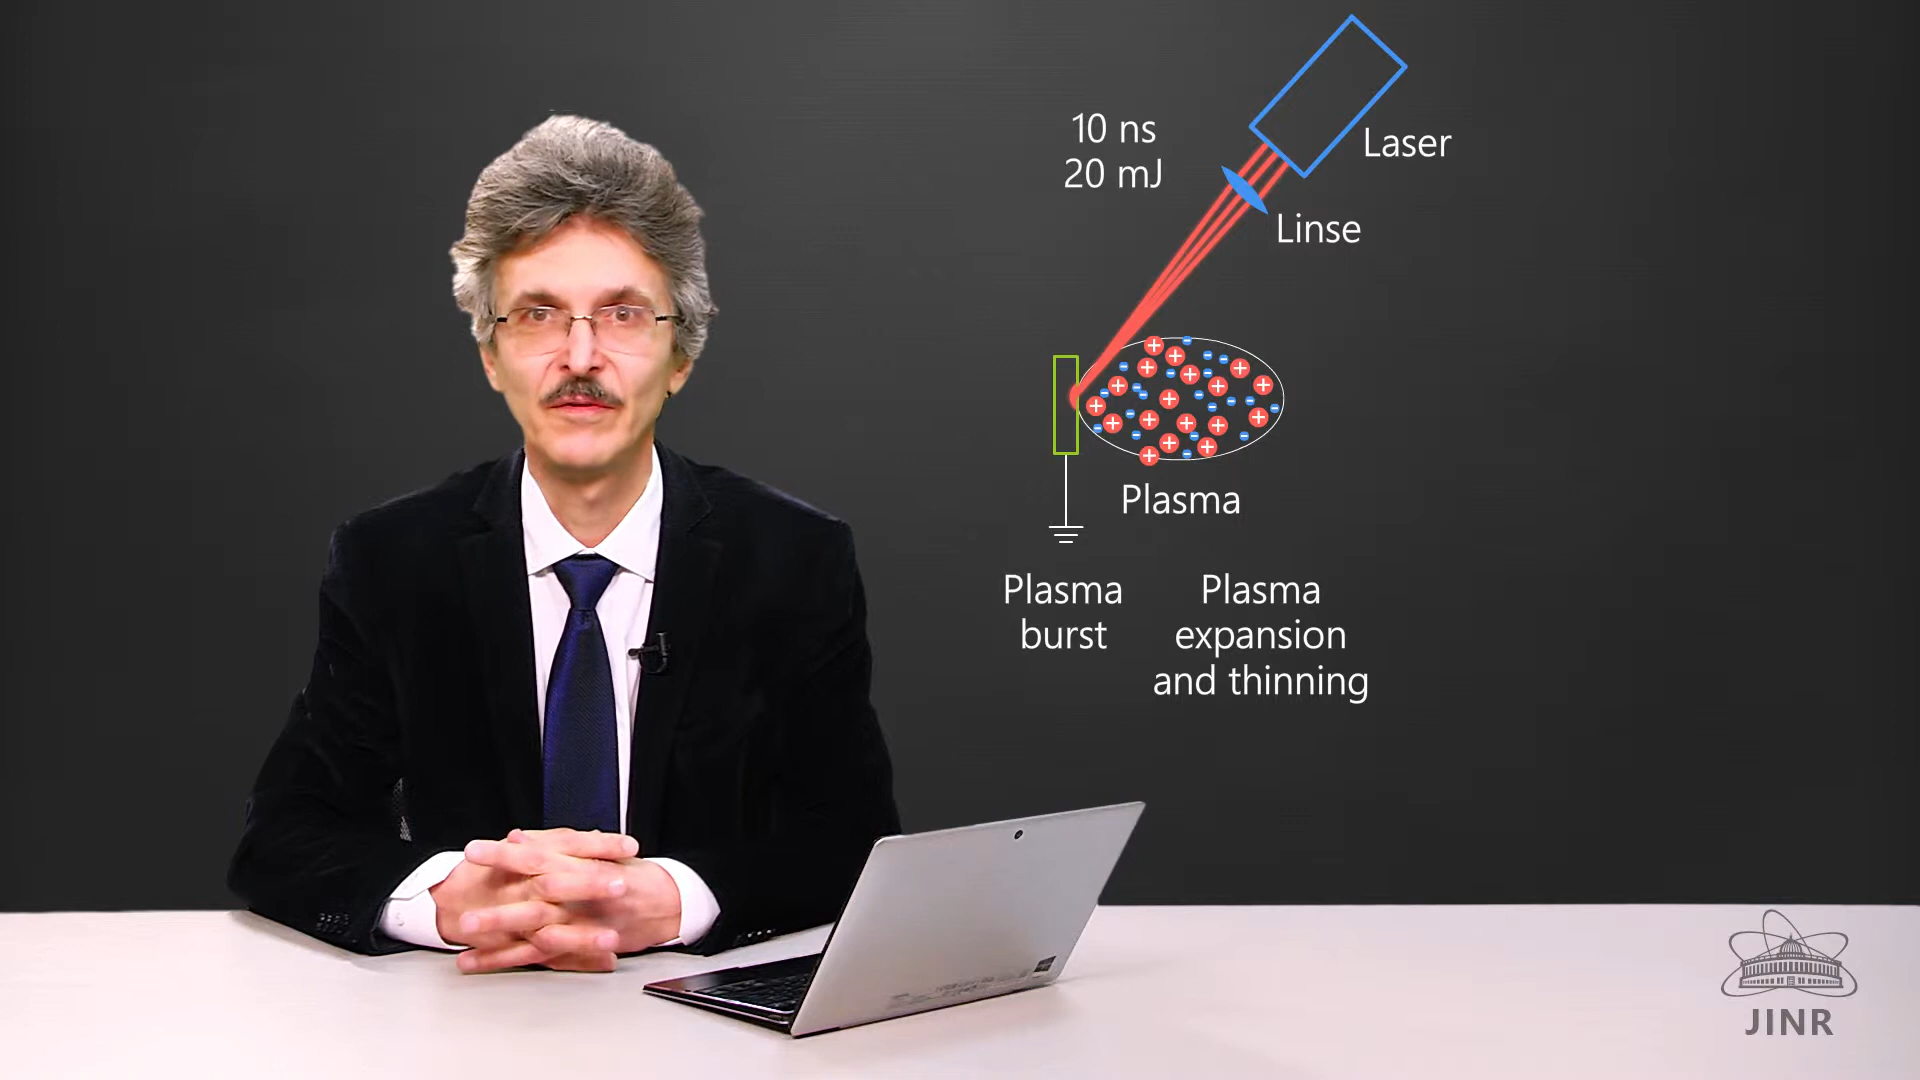 10 ns
20 mJ
Laser
Linse
Plasma
Plasma
burst
Plasma
expansion
and thinning
JINR